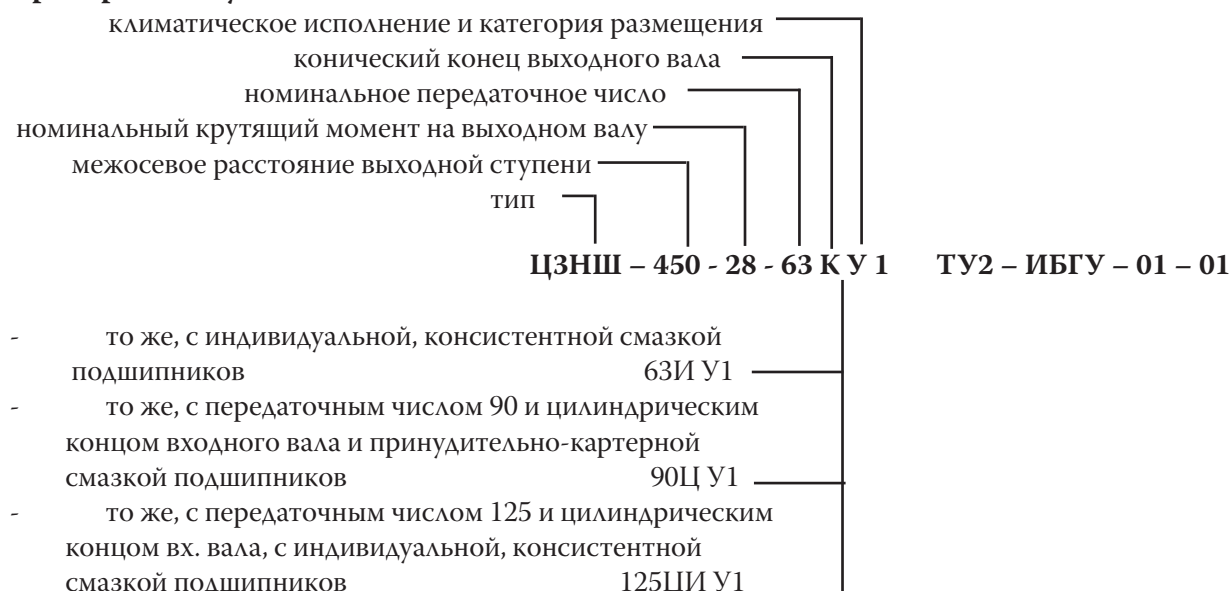 климатическое исполнение и категория размещения
конический конец выходного вала
номинальное передаточное число
номинальный крутящий момент на выходном валу
межосевое расстояние выходной ступени
тип
ЦЗНШ – 450 - 28 - 63 К У 1 ТУ2 – ИБГУ – 01 – 01
- то же, с индивидуальной, консистентной смазкой
подшипников 63И У1
- то же, с передаточным числом 90 и цилиндрическим
концом входного вала и принудительно-картерной
смазкой подшипников 90Ц У1
- то же, с передаточным числом 125 и цилиндрическим
концом вх. вала, с индивидуальной, консистентной
смазкой подшипников 125ЦИ У1